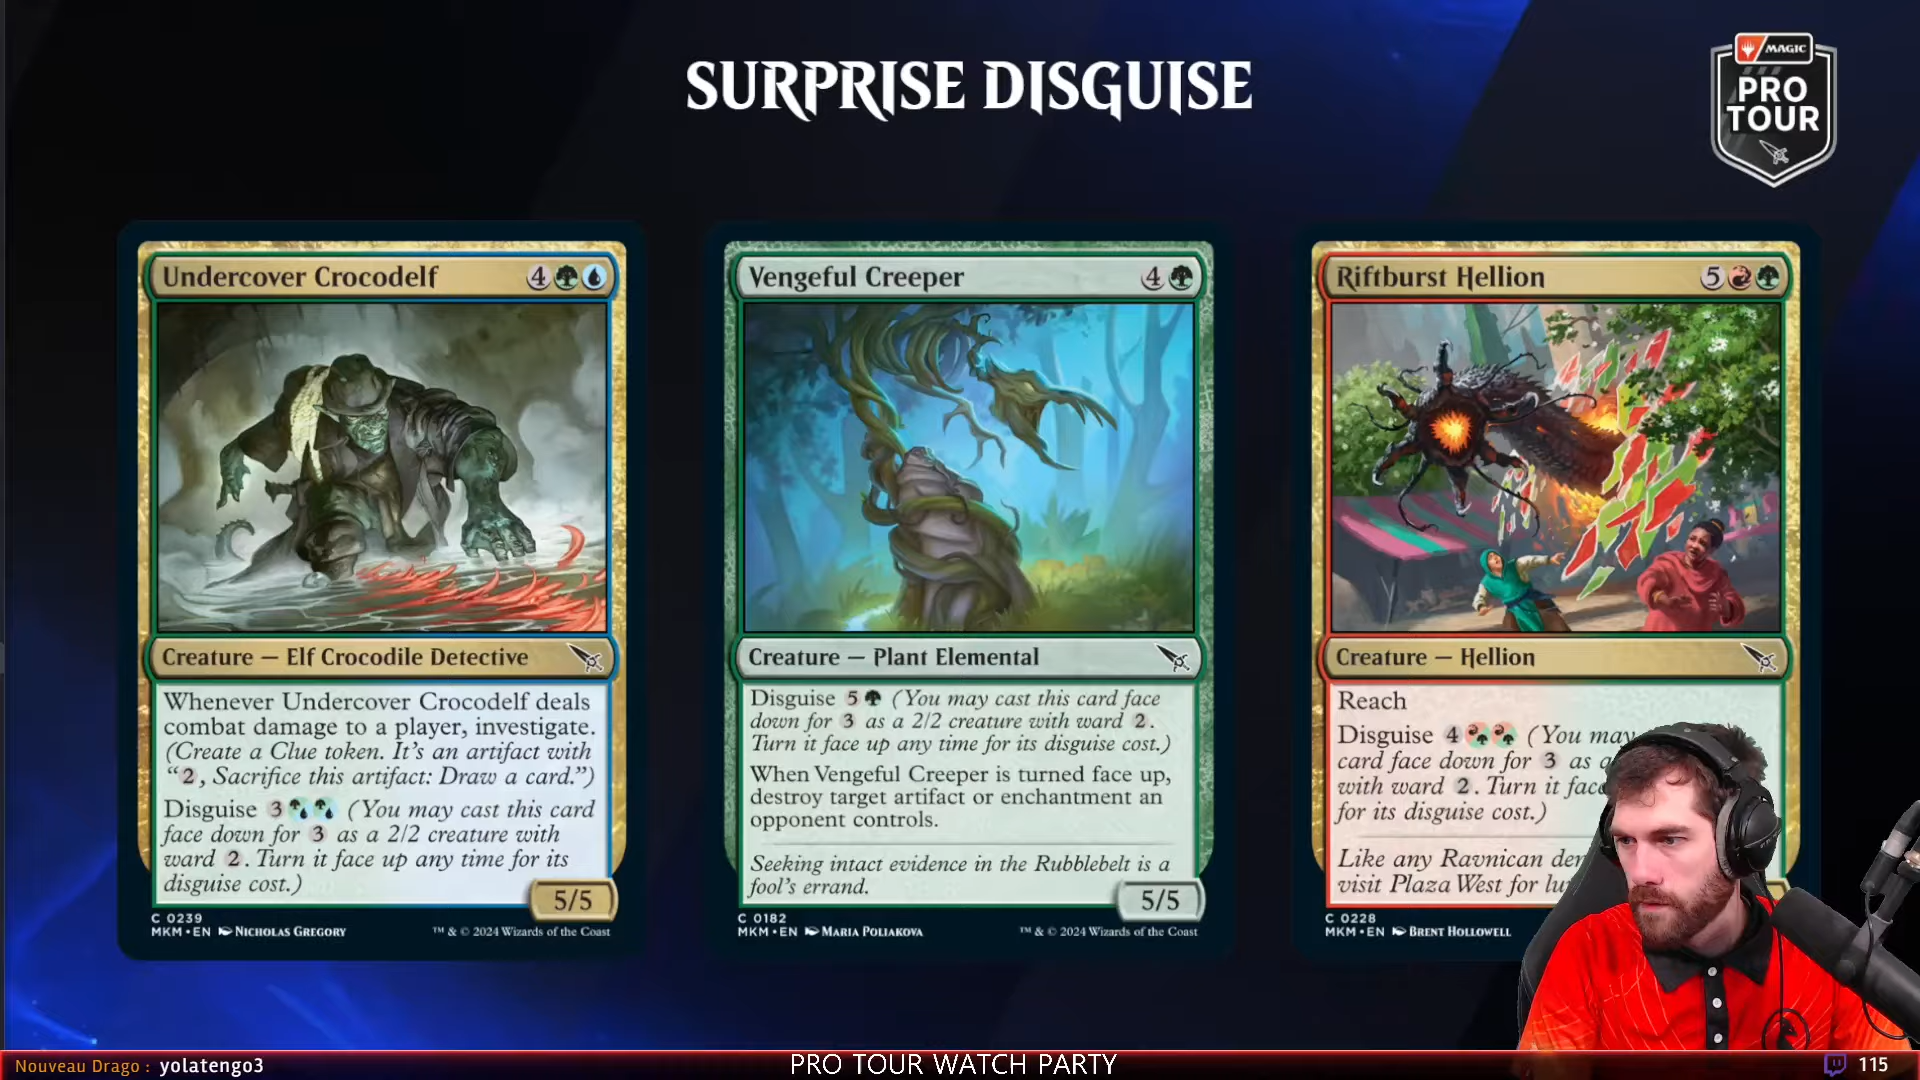 SURPRISE DISGUISE
MAGIC
PRO
TOUR
Undercover Crocodelf 4
Creature — Elf Crocodile Detective
Whenever Undercover Crocodelf deals
combat damage to a player, investigate.
(Create a Clue token. It's an artifact with
“2, Sacrifice this artifact: Draw a card.”)
Disguise 3 (You may cast this card
face down for 3 as a 2/2 creature with
ward 2. Turn it face up any time for its
disguise cost.)
5/5
C 0239
MKM • EN Nicholas Gregory
™ & © 2024 Wizards of the Coast
Vengeful Creeper 4
Creature — Plant Elemental
Disguise 5 (You may cast this card face
down for 3 as a 2/2 creature with ward 2.
Turn it face up any time for its disguise cost.)
When Vengeful Creeper is turned face up,
destroy target artifact or enchantment an
opponent controls.
Seeking intact evidence in the Rubblebelt is a
fool's errand.
5/5
C 0182
MKM • EN Maria Poliakova
™ & © 2024 Wizards of the Coast
Riftburst Hellion 5
Creature — Hellion
Reach
Disguise 4 (You may
card face down for 3 as a
with ward 2. Turn it face
for its disguise cost.)
Like any Ravnican
visit Plaza West for
C 0228
MKM • EN Brent Hollowell
Nouveau Drago : yolatengo3
PRO TOUR WATCH PARTY
115